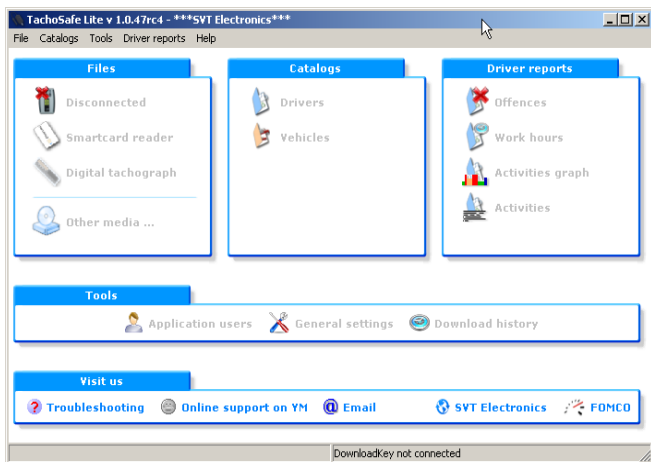 TachoSafe Lite v 1.0.47rc4 - ***SVT Electronics***
File Catalogs Tools Driver reports Help
Files
Disconnected
Smartcard reader
Digital tachograph
Other media ...
Catalogs
Drivers
Vehicles
Driver reports
Offences
Work hours
Activities graph
Activities
Tools
Application users General settings Download history
Visit us
Troubleshooting Online support on YM Email SVT Electronics FOMCO
DownloadKey not connected